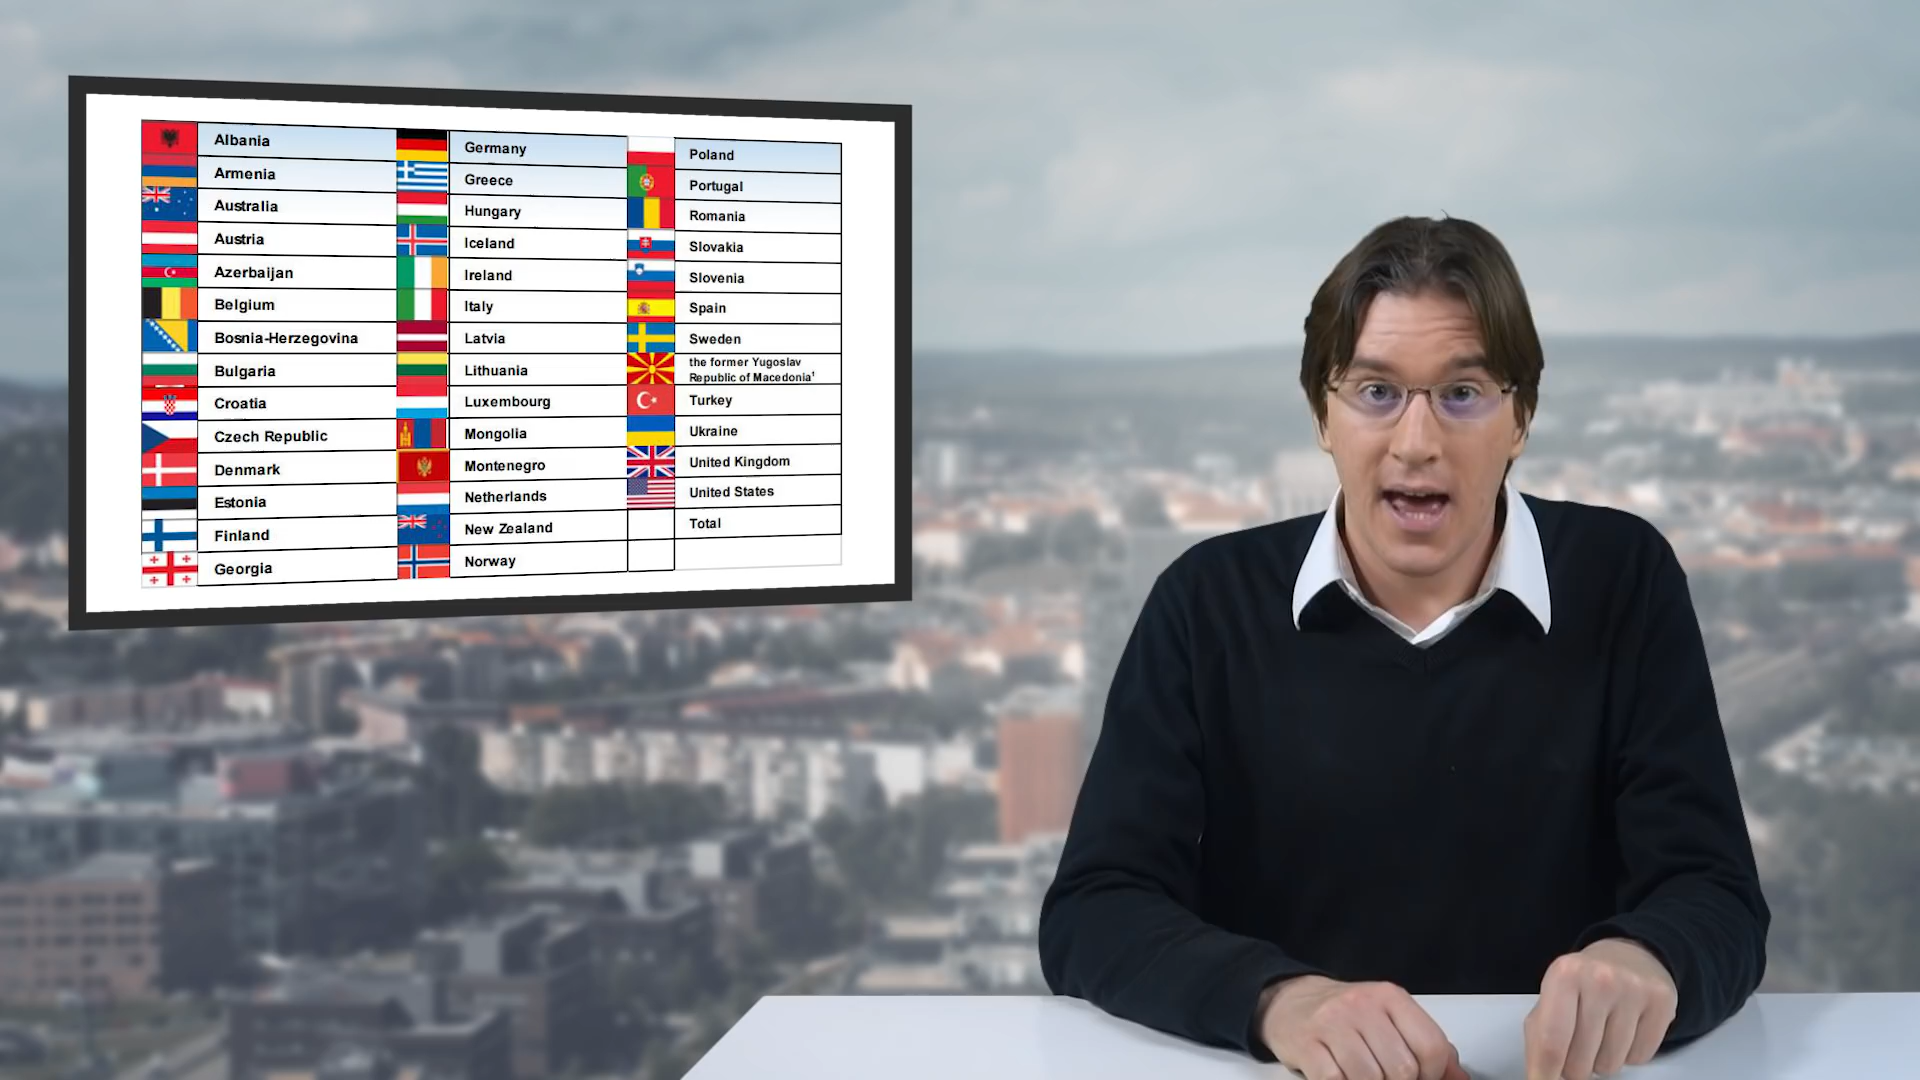 Albania
Armenia
Australia
Austria
Azerbaijan
Belgium
Bosnia-Herzegovina
Bulgaria
Croatia
Czech Republic
Denmark
Estonia
Finland
Georgia
Germany
Greece
Hungary
Iceland
Ireland
Italy
Latvia
Lithuania
Luxembourg
Mongolia
Montenegro
Netherlands
New Zealand
Norway
Poland
Portugal
Romania
Slovakia
Slovenia
Spain
Sweden
the former Yugoslav
Republic of Macedonia¹
Turkey
Ukraine
United Kingdom
United States
Total